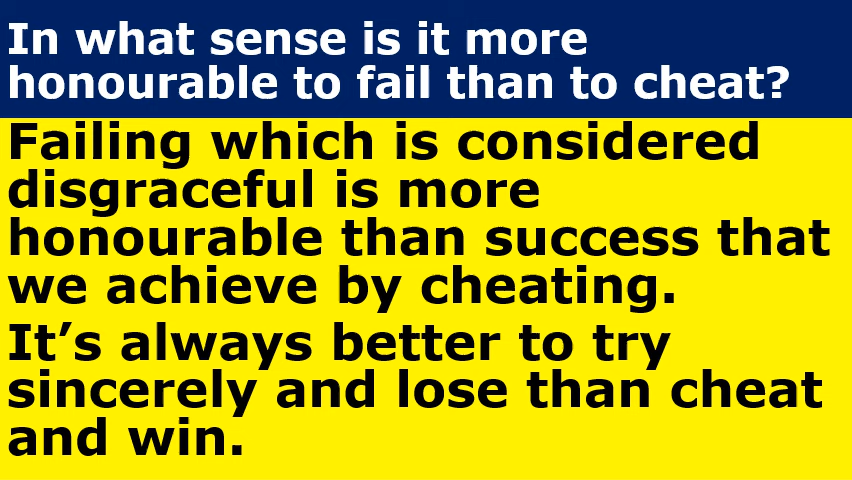 In what sense is it more
honourable to fail than to cheat?
Failing which is considered
disgraceful is more
honourable than success that
we achieve by cheating.
It’s always better to try
sincerely and lose than cheat
and win.